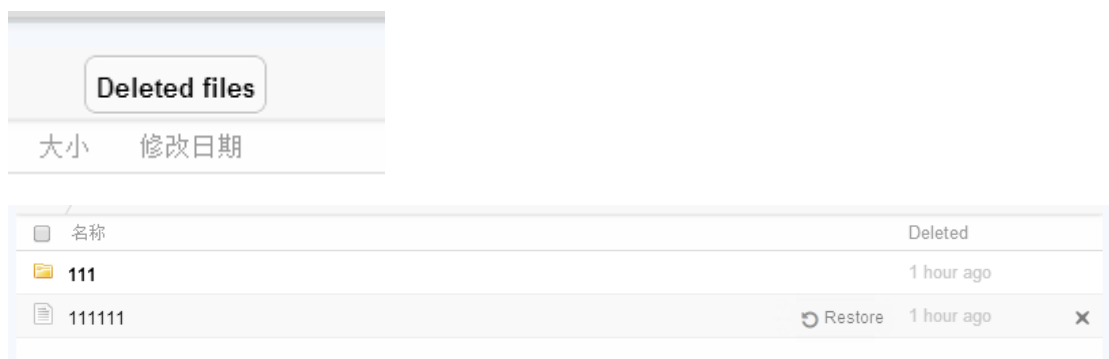 Deleted files
大小 修改日期
名称 Deleted
111 1 hour ago
111111 Restore 1 hour ago